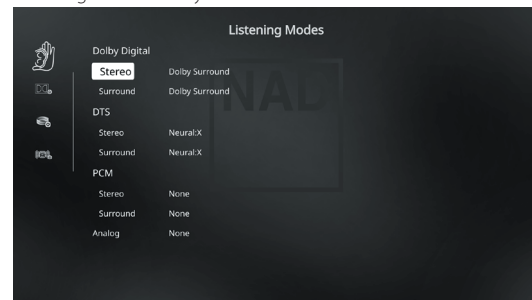 Listening Modes
Dolby Digital
Stereo Dolby Surround
Surround Dolby Surround
DTS
Stereo Neural:X
Surround Neural:X
PCM
Stereo None
Surround None
Analog None
NAD